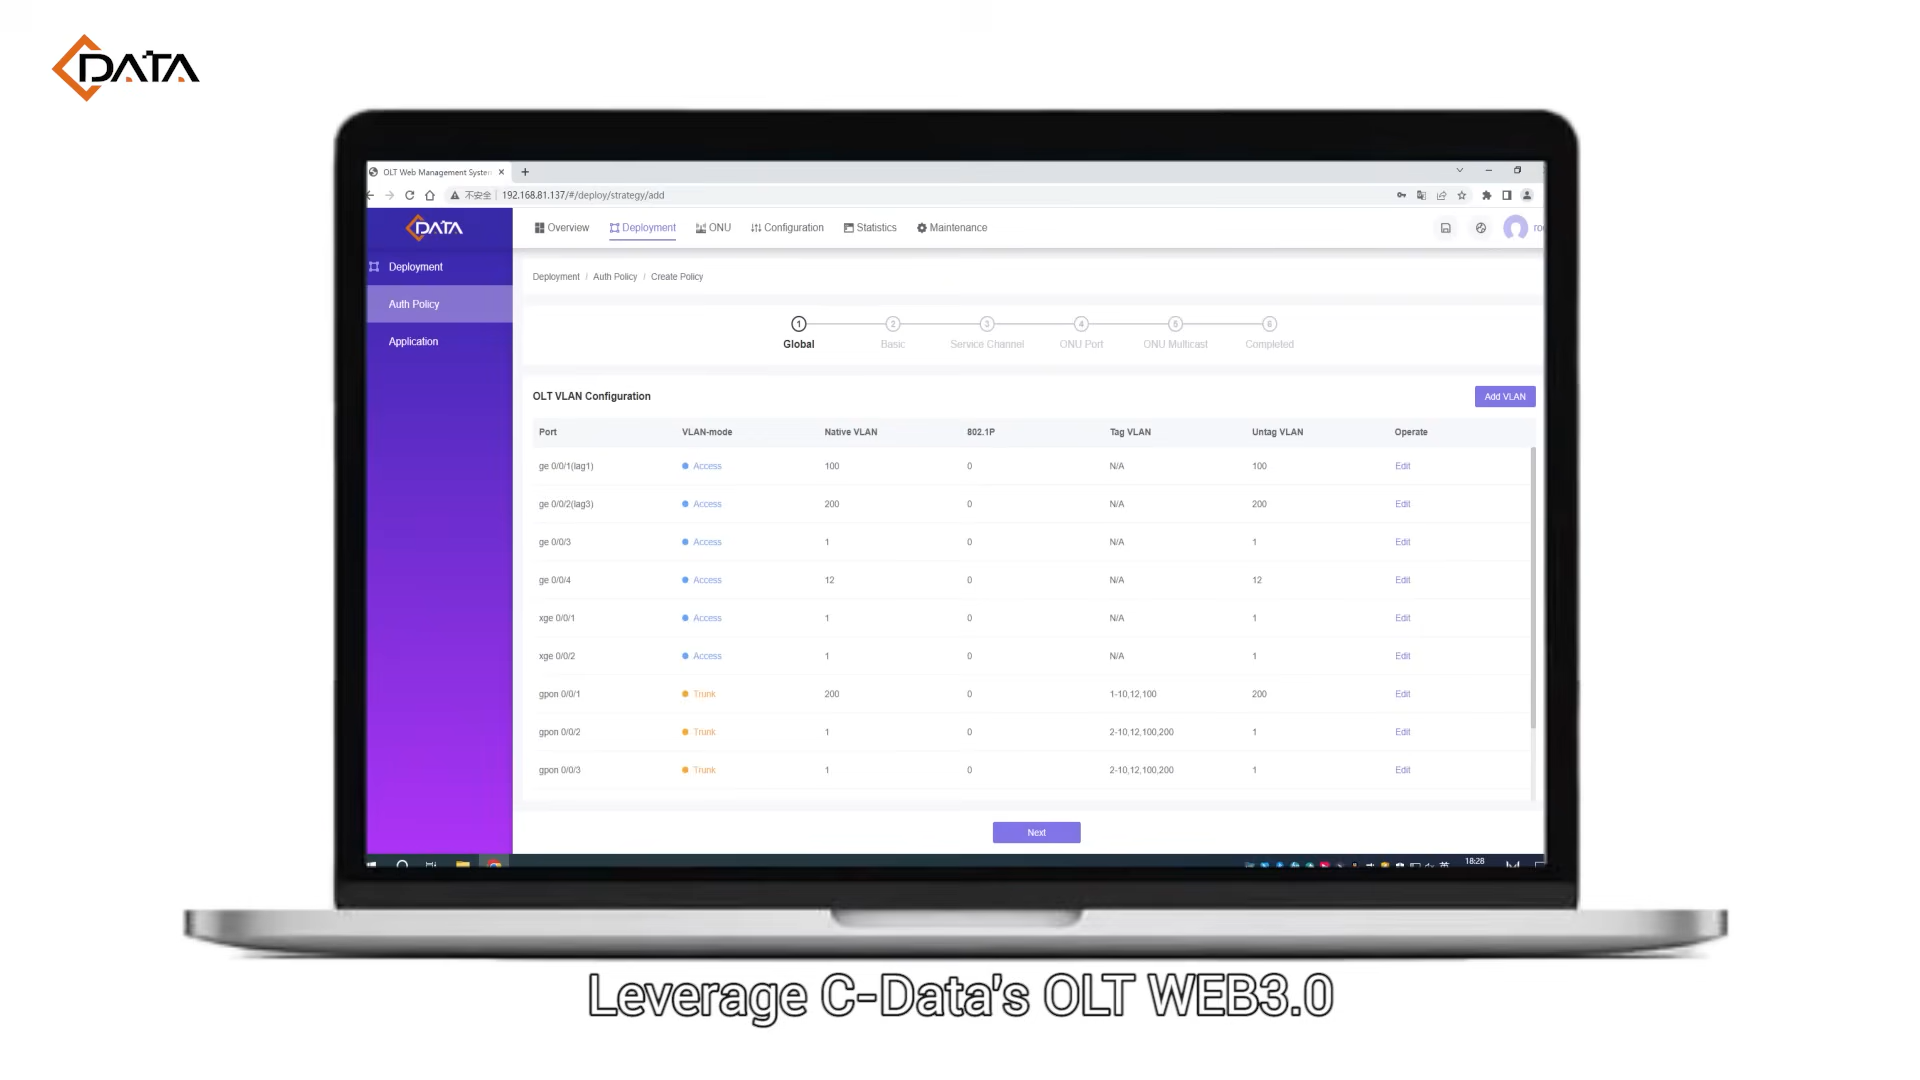 DATA
OLT Web Management System
不安全 192.168.81.137/#/deploy/strategy/add
DATA
Overview Deployment ONU Configuration Statistics Maintenance
Deployment
Auth Policy
Application
Deployment / Auth Policy / Create Policy
1 2 3 4 5 6
Global Basic Service Channel ONU Port ONU Multicast Completed
OLT VLAN Configuration Add VLAN
Port VLAN-mode Native VLAN 802.1P Tag VLAN Untag VLAN Operate
ge 0/0/1(lag1) Access 100 0 N/A 100 Edit
ge 0/0/2(lag3) Access 200 0 N/A 200 Edit
ge 0/0/3 Access 1 0 N/A 1 Edit
ge 0/0/4 Access 12 0 N/A 12 Edit
xge 0/0/1 Access 1 0 N/A 1 Edit
xge 0/0/2 Access 1 0 N/A 1 Edit
gpon 0/0/1 Trunk 200 0 1-10,12,100 200 Edit
gpon 0/0/2 Trunk 1 0 2-10,12,100,200 1 Edit
gpon 0/0/3 Trunk 1 0 2-10,12,100,200 1 Edit
Next
英 18:28
Leverage C-Data's OLT WEB3.0